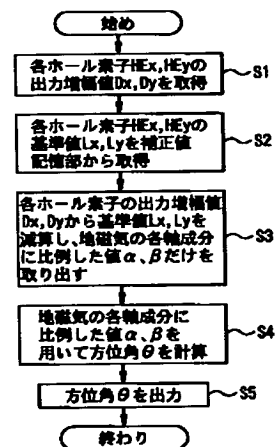 始め
各ホール素子HEx,HEyの
出力増幅値Dx,Dyを取得
S1
各ホール素子HEx,HEyの
基準値Lx,Lyを補正値
記憶部から取得
S2
各ホール素子の出力増幅値
Dx,Dyから基準値Lx,Lyを
減算し、地磁気の各軸成分
に比例した値α、βだけを
取り出す
S3
地磁気の各軸成分に
比例した値α、βを
用いて方位角θを計算
S4
方位角θを出力
S5
終わり